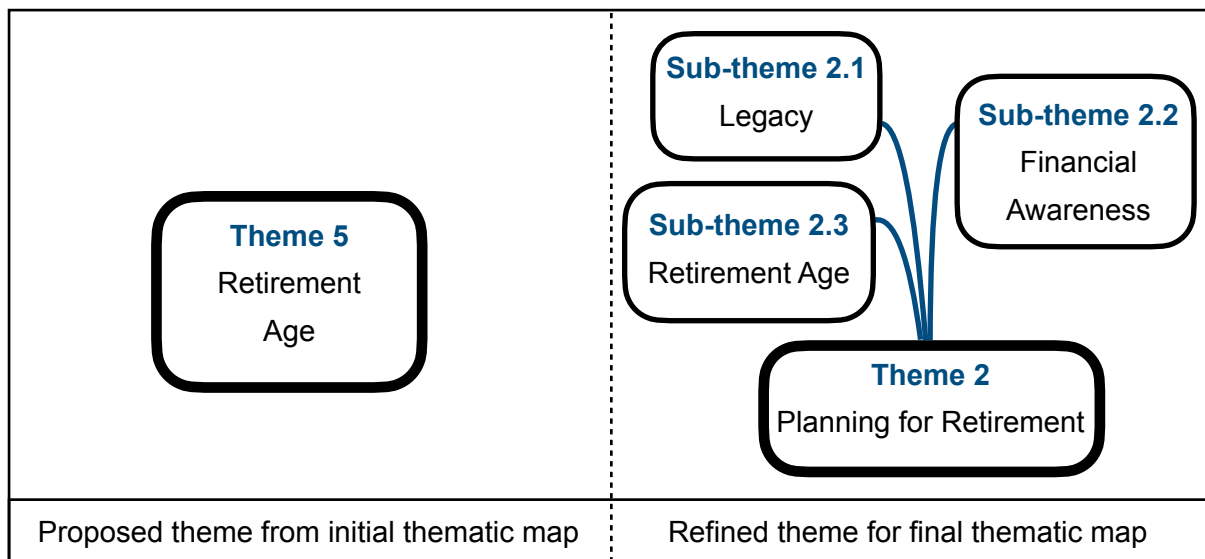 Theme 5
Retirement
Age
Sub-theme 2.1
Legacy
Sub-theme 2.2
Financial
Awareness
Sub-theme 2.3
Retirement Age
Theme 2
Planning for Retirement
Proposed theme from initial thematic map
Refined theme for final thematic map